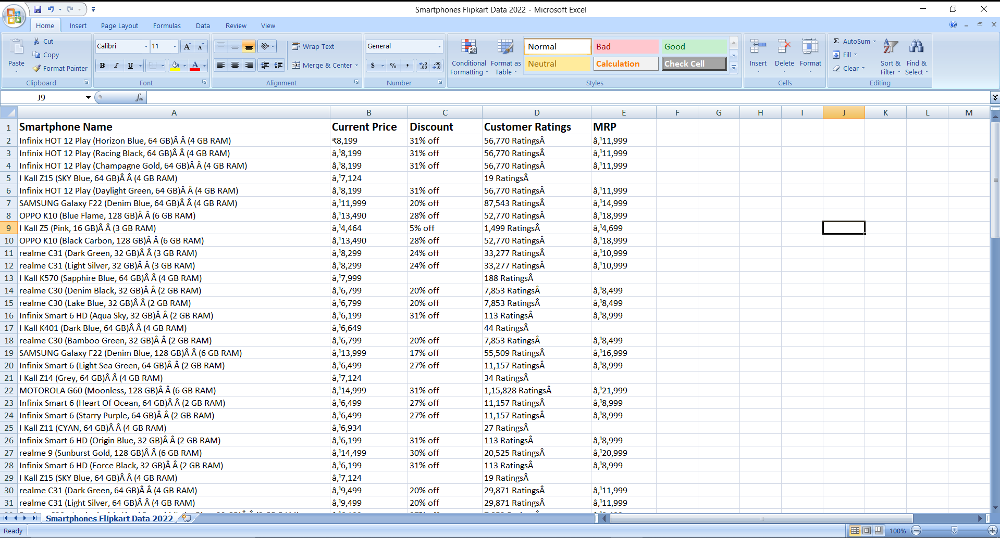 Smartphones Flipkart Data 2022 - Microsoft Excel
Home Insert Page Layout Formulas Data Review View
Cut
Copy
Format Painter
Paste
Clipboard
Calibri 11
B I U
Font
Wrap Text
Merge & Center
Alignment
General
$ % ,
Number
Conditional Formatting
Format as Table
Normal Bad Good
Neutral Calculation Check Cell
Styles
Insert Delete Format
Cells
Σ AutoSum
Fill
Clear
Sort & Filter
Find & Select
Editing
J9 fx
A B C D E F G H I J K L M
1 Smartphone Name Current Price Discount Customer Ratings MRP
2 Infinix HOT 12 Play (Horizon Blue, 64 GB)Â Â (4 GB RAM) ₹8,199 31% off 56,770 RatingsÂ â‚¹11,999
3 Infinix HOT 12 Play (Racing Black, 64 GB)Â Â (4 GB RAM) â‚¹8,199 31% off 56,770 RatingsÂ â‚¹11,999
4 Infinix HOT 12 Play (Champagne Gold, 64 GB)Â Â (4 GB RAM) â‚¹8,199 31% off 56,770 RatingsÂ â‚¹11,999
5 I Kall Z15 (SKY Blue, 64 GB)Â Â (4 GB RAM) â‚¹7,124 19 RatingsÂ
6 Infinix HOT 12 Play (Daylight Green, 64 GB)Â Â (4 GB RAM) â‚¹8,199 31% off 56,770 RatingsÂ â‚¹11,999
7 SAMSUNG Galaxy F22 (Denim Blue, 64 GB)Â Â (4 GB RAM) â‚¹11,999 20% off 87,543 RatingsÂ â‚¹14,999
8 OPPO K10 (Blue Flame, 128 GB)Â Â (6 GB RAM) â‚¹13,490 28% off 52,770 RatingsÂ â‚¹18,999
9 I Kall Z5 (Pink, 16 GB)Â Â (3 GB RAM) â‚¹4,464 5% off 1,499 RatingsÂ â‚¹4,699
10 OPPO K10 (Black Carbon, 128 GB)Â Â (6 GB RAM) â‚¹13,490 28% off 52,770 RatingsÂ â‚¹18,999
11 realme C31 (Dark Green, 32 GB)Â Â (3 GB RAM) â‚¹8,299 24% off 33,277 RatingsÂ â‚¹10,999
12 realme C31 (Light Silver, 32 GB)Â Â (3 GB RAM) â‚¹8,299 24% off 33,277 RatingsÂ â‚¹10,999
13 I Kall K570 (Sapphire Blue, 64 GB)Â Â (4 GB RAM) â‚¹7,999 188 RatingsÂ
14 realme C30 (Denim Black, 32 GB)Â Â (2 GB RAM) â‚¹6,799 20% off 7,853 RatingsÂ â‚¹8,499
15 realme C30 (Lake Blue, 32 GB)Â Â (2 GB RAM) â‚¹6,799 20% off 7,853 RatingsÂ â‚¹8,499
16 Infinix Smart 6 HD (Aqua Sky, 32 GB)Â Â (2 GB RAM) â‚¹6,199 31% off 113 RatingsÂ â‚¹8,999
17 I Kall K401 (Dark Blue, 64 GB)Â Â (4 GB RAM) â‚¹6,649 44 RatingsÂ
18 realme C30 (Bamboo Green, 32 GB)Â Â (2 GB RAM) â‚¹6,799 20% off 7,853 RatingsÂ â‚¹8,499
19 SAMSUNG Galaxy F22 (Denim Blue, 128 GB)Â Â (6 GB RAM) â‚¹13,999 17% off 55,509 RatingsÂ â‚¹16,999
20 Infinix Smart 6 (Light Sea Green, 64 GB)Â Â (2 GB RAM) â‚¹6,499 27% off 11,157 RatingsÂ â‚¹8,999
21 I Kall Z14 (Grey, 64 GB)Â Â (4 GB RAM) â‚¹7,124 34 RatingsÂ
22 MOTOROLA G60 (Moonless, 128 GB)Â Â (6 GB RAM) â‚¹14,999 31% off 1,15,828 RatingsÂ â‚¹21,999
23 Infinix Smart 6 (Heart Of Ocean, 64 GB)Â Â (2 GB RAM) â‚¹6,499 27% off 11,157 RatingsÂ â‚¹8,999
24 Infinix Smart 6 (Starry Purple, 64 GB)Â Â (2 GB RAM) â‚¹6,499 27% off 11,157 RatingsÂ â‚¹8,999
25 I Kall Z11 (CYAN, 64 GB)Â Â (4 GB RAM) â‚¹6,934 27 RatingsÂ
26 Infinix Smart 6 HD (Origin Blue, 32 GB)Â Â (2 GB RAM) â‚¹6,199 31% off 113 RatingsÂ â‚¹8,999
27 realme 9 (Sunburst Gold, 128 GB)Â Â (6 GB RAM) â‚¹14,499 30% off 20,525 RatingsÂ â‚¹20,999
28 Infinix Smart 6 HD (Force Black, 32 GB)Â Â (2 GB RAM) â‚¹6,199 31% off 113 RatingsÂ â‚¹8,999
29 I Kall Z15 (SKY Blue, 64 GB)Â Â (4 GB RAM) â‚¹7,124 19 RatingsÂ
30 realme C31 (Dark Green, 64 GB)Â Â (4 GB RAM) â‚¹9,499 20% off 29,871 RatingsÂ â‚¹11,999
31 realme C31 (Light Silver, 64 GB)Â Â (4 GB RAM) â‚¹9,499 20% off 29,871 RatingsÂ â‚¹11,999
Smartphones Flipkart Data 2022
Ready 100%